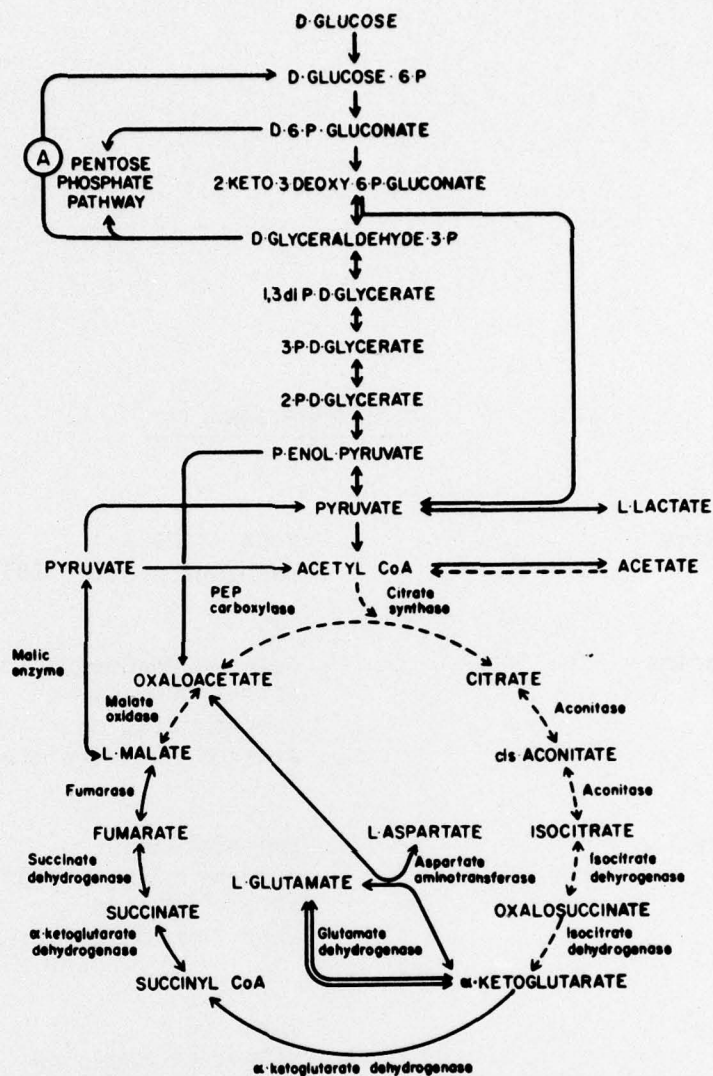 D·GLUCOSE
D·GLUCOSE·6·P
D·6·P·GLUCONATE
A
PENTOSE
PHOSPHATE
PATHWAY
2·KETO·3·DEOXY·6·P·GLUCONATE
D·GLYCERALDEHYDE·3·P
1,3 di P·D·GLYCERATE
3·P·D·GLYCERATE
2·P·D·GLYCERATE
P·ENOL·PYRUVATE
PYRUVATE
L·LACTATE
PYRUVATE
ACETYL CoA
ACETATE
PEP
carboxylase
Citrate
synthase
Malic
enzyme
OXALOACETATE
CITRATE
Malate
oxidase
Aconitase
L·MALATE
cis·ACONITATE
Fumarase
Aconitase
FUMARATE
L·ASPARTATE
ISOCITRATE
Succinate
dehydrogenase
Aspartate
aminotransferase
Isocitrate
dehyrogenase
L·GLUTAMATE
SUCCINATE
OXALOSUCCINATE
α·ketoglutarate
dehydrogenase
Glutamate
dehydrogenase
Isocitrate
dehydrogenase
SUCCINYL CoA
α·KETOGLUTARATE
α·ketoglutarate dehydrogenase